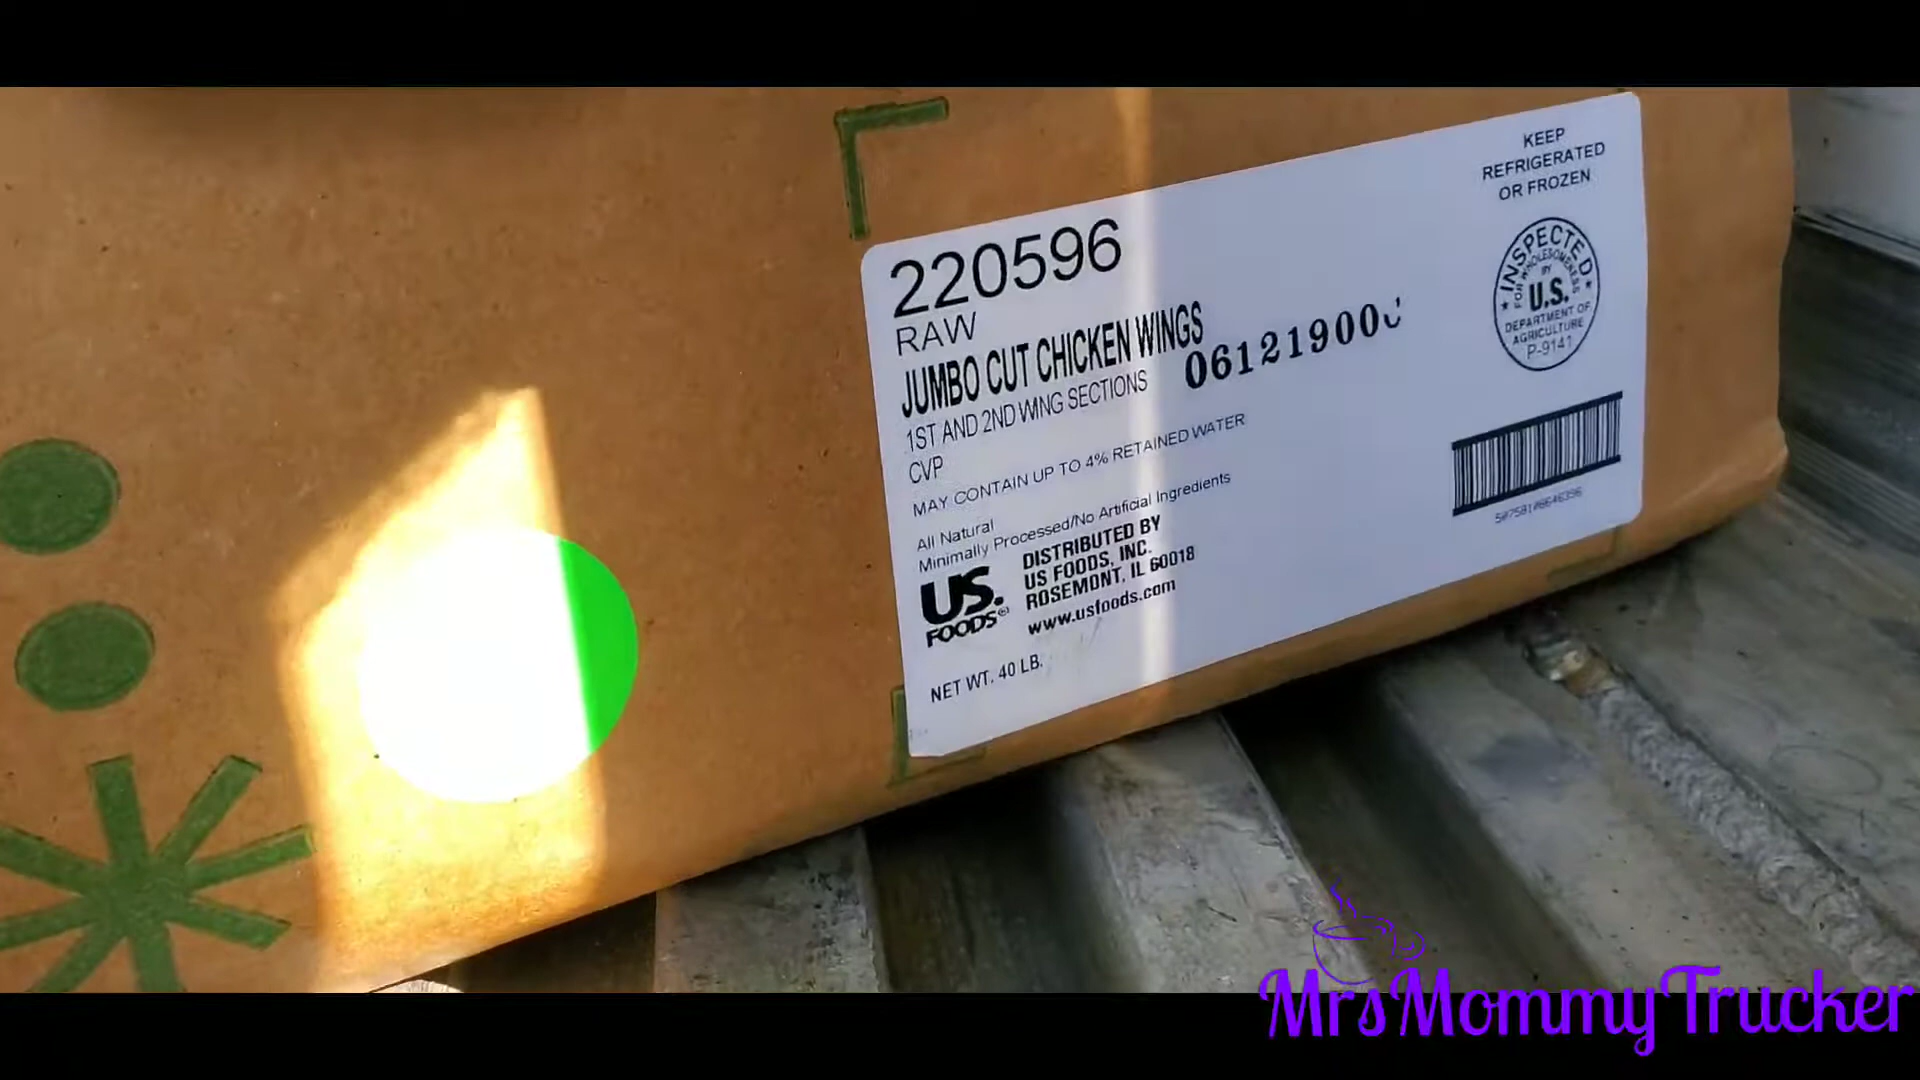 220596
RAW
JUMBO CUT CHICKEN WINGS
1ST AND 2ND WING SECTIONS
CVP
MAY CONTAIN UP TO 4% RETAINED WATER
All Natural
Minimally Processed/No Artificial Ingredients
US.
FOODS®
DISTRIBUTED BY
US FOODS, INC.
ROSEMONT, IL 60018
www.usfoods.com
NET WT. 40 LB.
KEEP
REFRIGERATED
OR FROZEN
INSPECTED
FOR WHOLESOMENESS
BY
U.S.
DEPARTMENT OF
AGRICULTURE
P-9141
MrsMommyTrucker